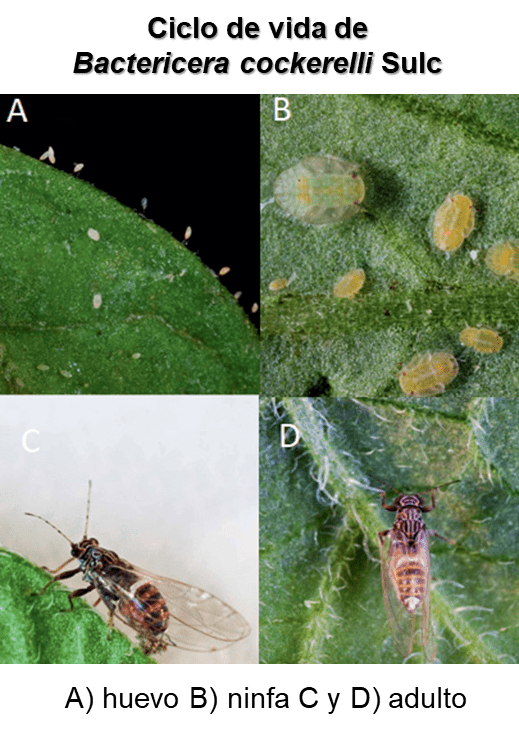 Ciclo de vida de
Bactericera cockerelli Sulc
A
B
C
D
A) huevo B) ninfa C y D) adulto